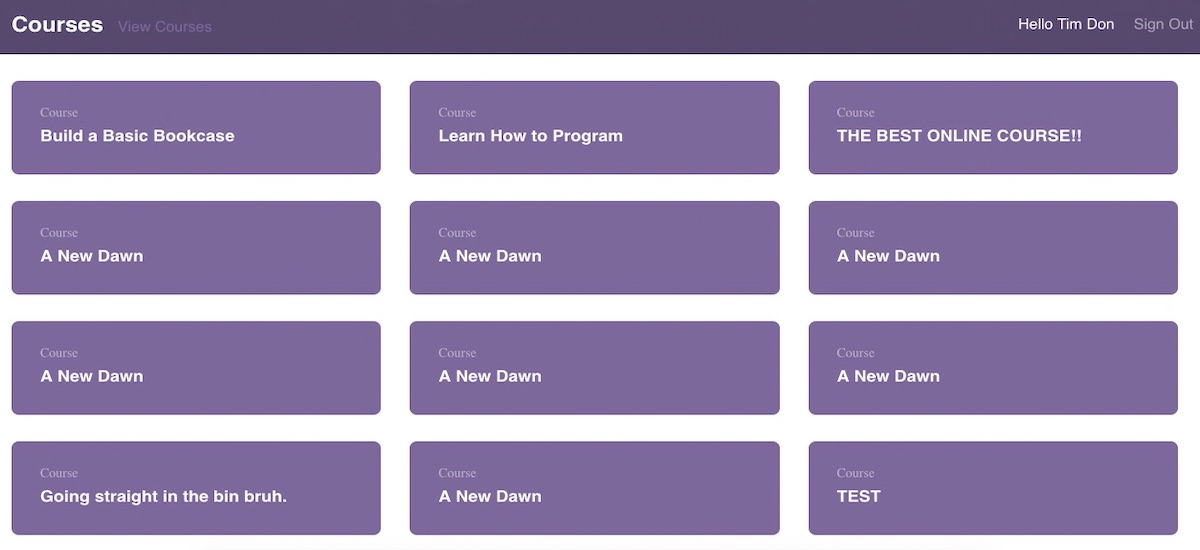 Courses View Courses Hello Tim Don Sign Out
Course Course Course
Build a Basic Bookcase Learn How to Program THE BEST ONLINE COURSE!!
Course Course Course
A New Dawn A New Dawn A New Dawn
Course Course Course
A New Dawn A New Dawn A New Dawn
Course Course Course
Going straight in the bin bruh. A New Dawn TEST